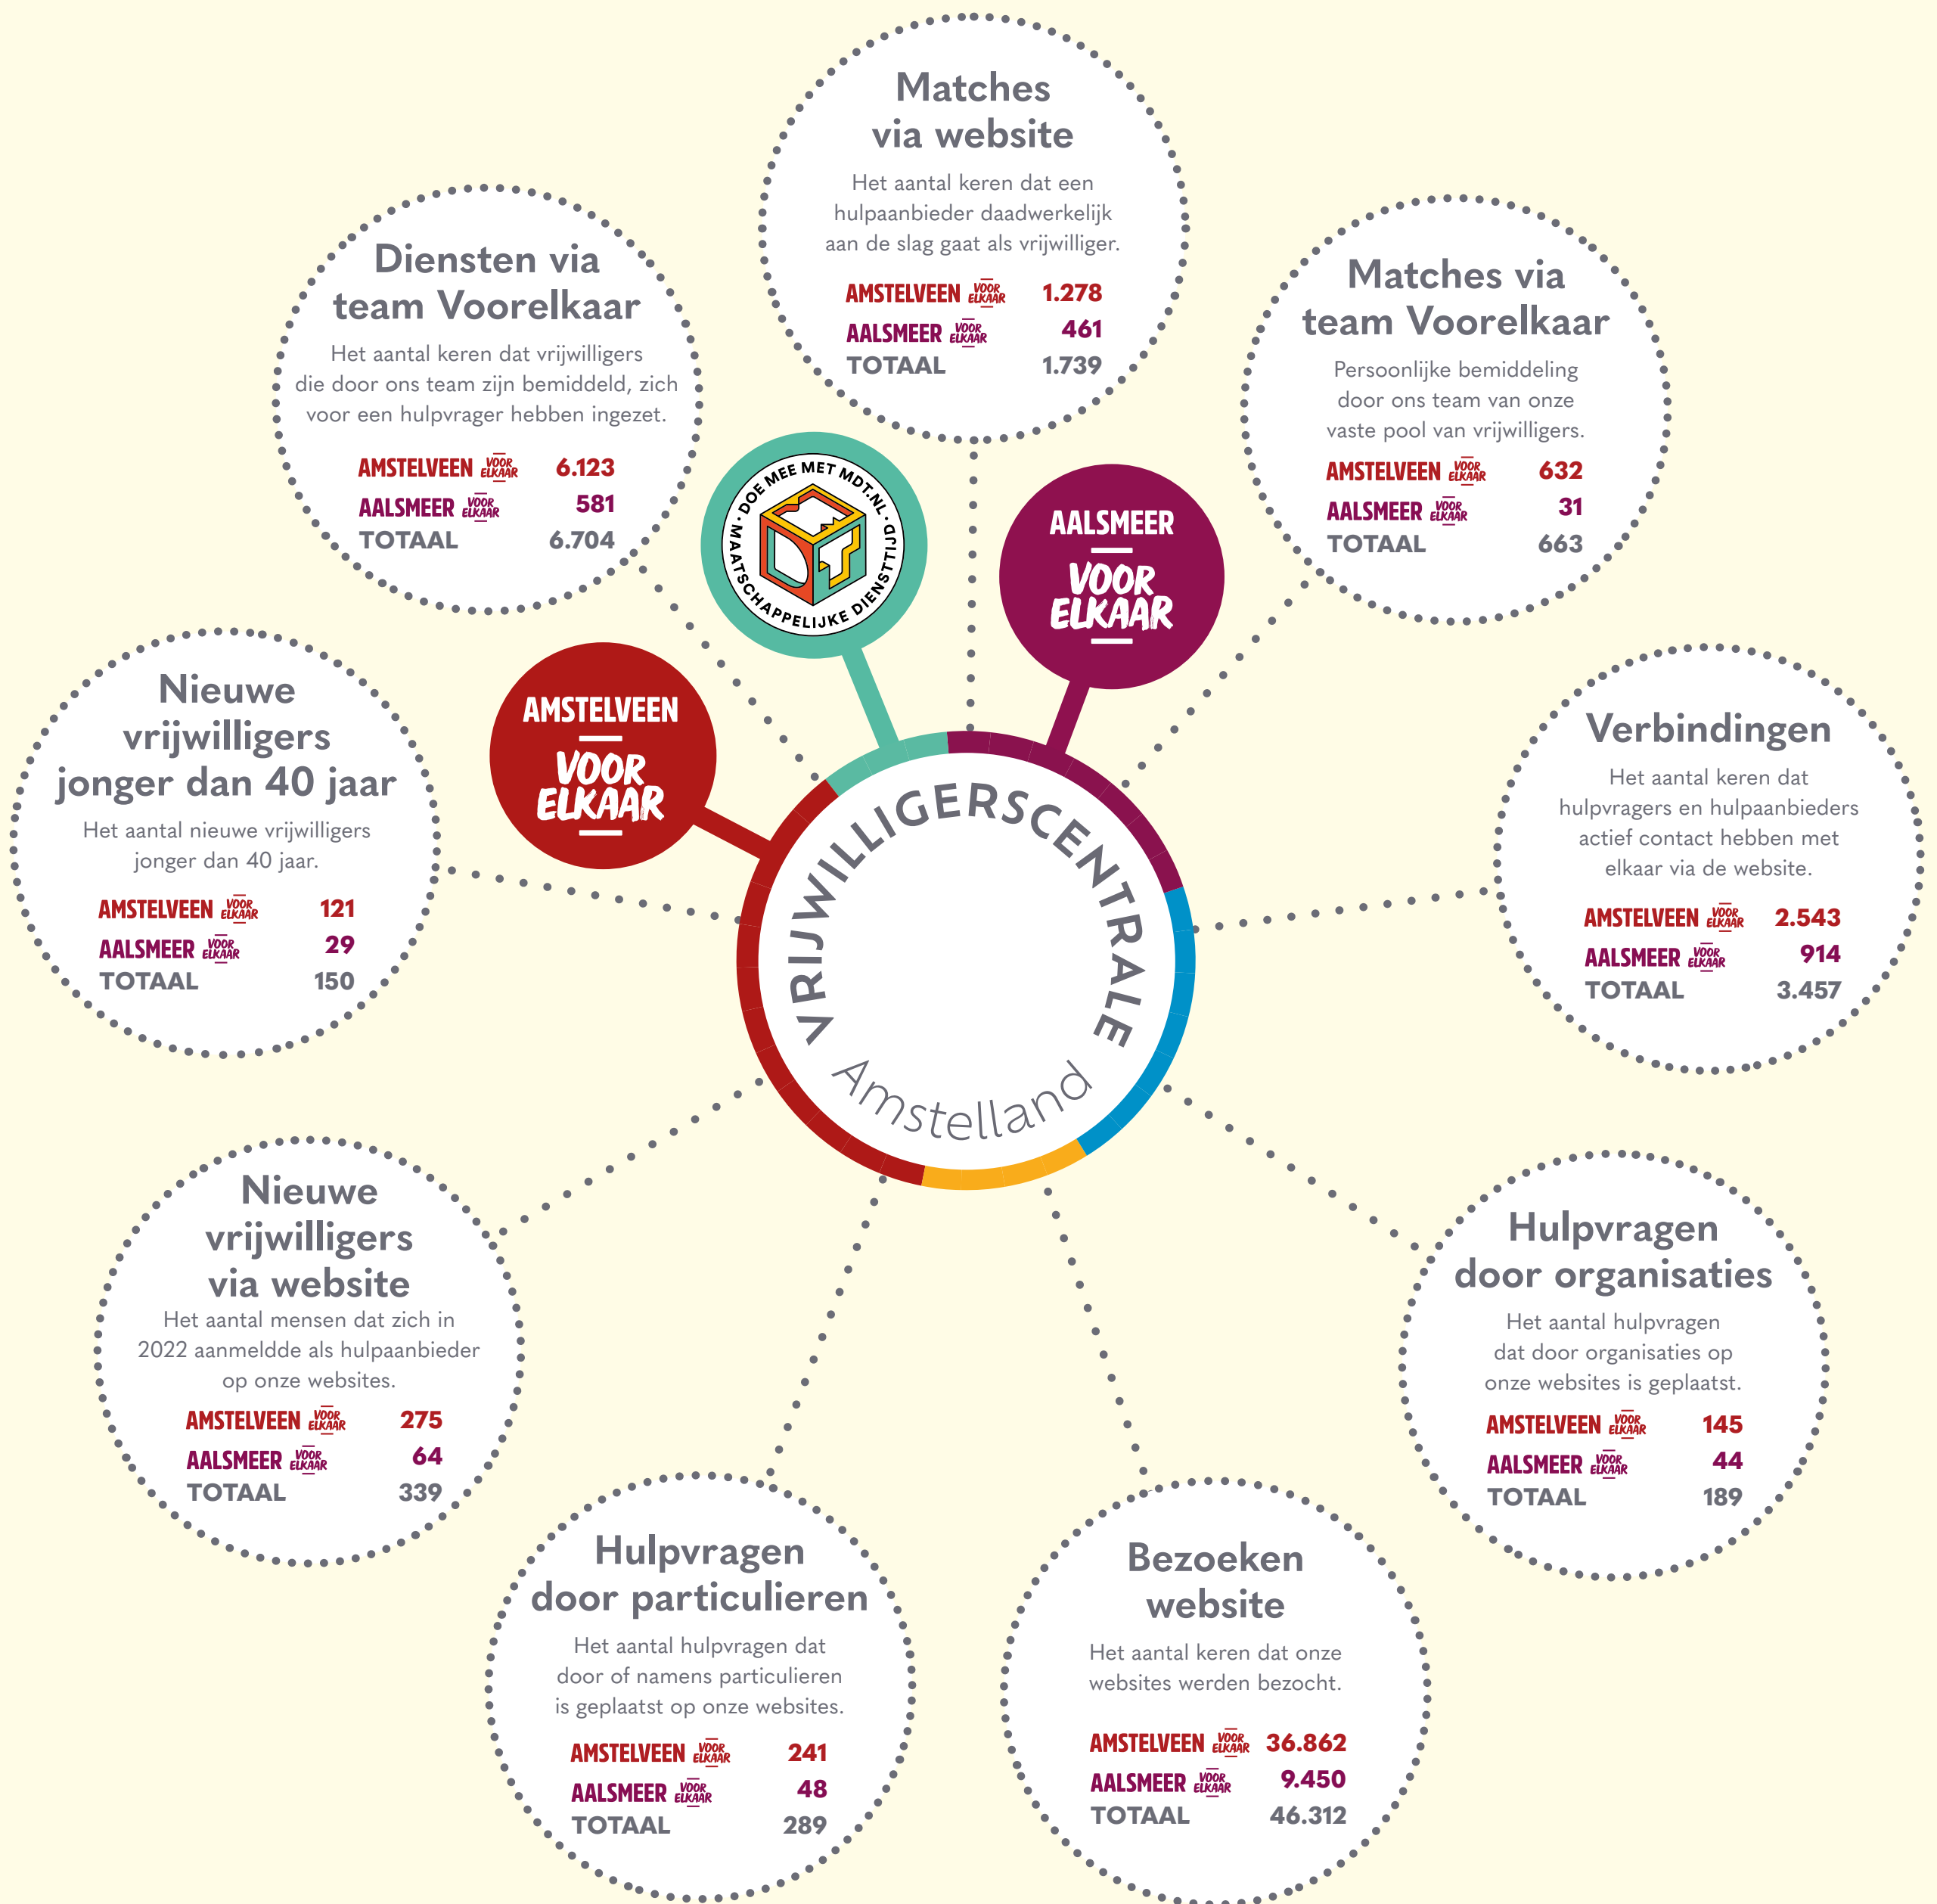 Matches
via website
Het aantal keren dat een
hulpaanbieder daadwerkelijk
aan de slag gaat als vrijwilliger.
AMSTELVEEN VOOR ELKAAR 1.278
AALSMEER VOOR ELKAAR 461
TOTAAL 1.739
Diensten via
team Voorelkaar
Het aantal keren dat vrijwilligers
die door ons team zijn bemiddeld, zich
voor een hulpvrager hebben ingezet.
AMSTELVEEN VOOR ELKAAR 6.123
AALSMEER VOOR ELKAAR 581
TOTAAL 6.704
Matches via
team Voorelkaar
Persoonlijke bemiddeling
door ons team van onze
vaste pool van vrijwilligers.
AMSTELVEEN VOOR ELKAAR 632
AALSMEER VOOR ELKAAR 31
TOTAAL 663
· DOE MEE MET MDT.NL ·
MAATSCHAPPELIJKE DIENSTTIJD
AALSMEER
VOOR
ELKAAR
AMSTELVEEN
VOOR
ELKAAR
Nieuwe
vrijwilligers
jonger dan 40 jaar
Het aantal nieuwe vrijwilligers
jonger dan 40 jaar.
AMSTELVEEN VOOR ELKAAR 121
AALSMEER VOOR ELKAAR 29
TOTAAL 150
Verbindingen
Het aantal keren dat
hulpvragers en hulpaanbieders
actief contact hebben met
elkaar via de website.
AMSTELVEEN VOOR ELKAAR 2.543
AALSMEER VOOR ELKAAR 914
TOTAAL 3.457
VRIJWILLIGERSCENTRALE
Amstelland
Nieuwe
vrijwilligers
via website
Het aantal mensen dat zich in
2022 aanmeldde als hulpaanbieder
op onze websites.
AMSTELVEEN VOOR ELKAAR 275
AALSMEER VOOR ELKAAR 64
TOTAAL 339
Hulpvragen
door organisaties
Het aantal hulpvragen
dat door organisaties op
onze websites is geplaatst.
AMSTELVEEN VOOR ELKAAR 145
AALSMEER VOOR ELKAAR 44
TOTAAL 189
Hulpvragen
door particulieren
Het aantal hulpvragen dat
door of namens particulieren
is geplaatst op onze websites.
AMSTELVEEN VOOR ELKAAR 241
AALSMEER VOOR ELKAAR 48
TOTAAL 289
Bezoeken
website
Het aantal keren dat onze
websites werden bezocht.
AMSTELVEEN VOOR ELKAAR 36.862
AALSMEER VOOR ELKAAR 9.450
TOTAAL 46.312